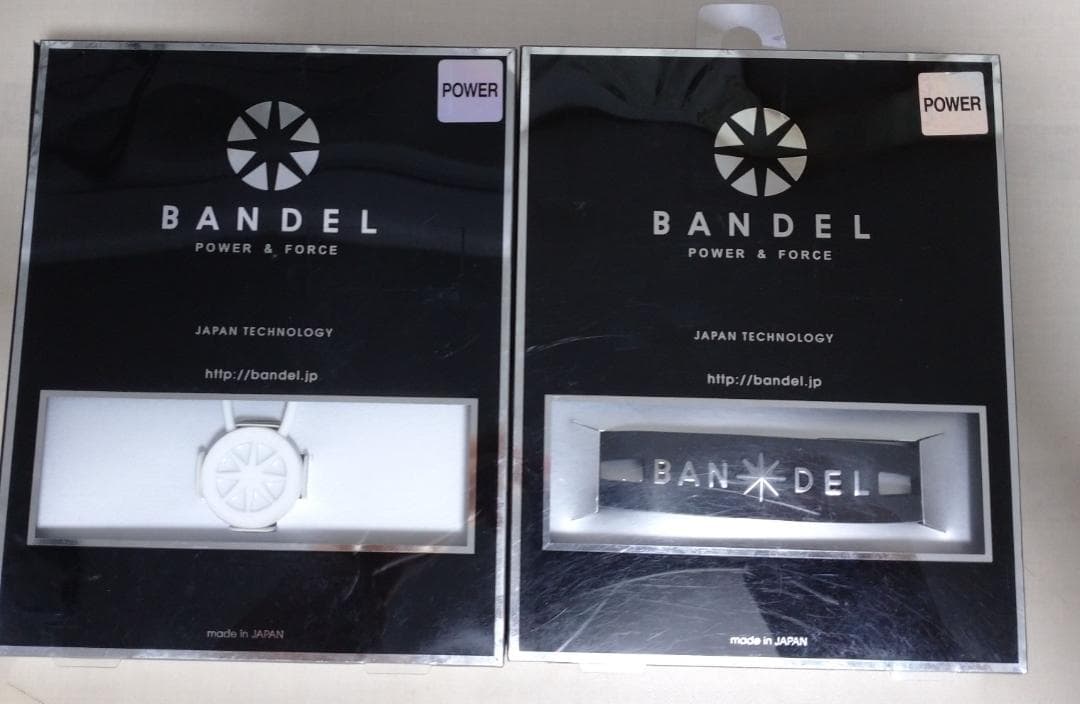 POWER
BANDEL
POWER & FORCE
JAPAN TECHNOLOGY
http://bandel.jp
made in JAPAN
POWER
BANDEL
POWER & FORCE
JAPAN TECHNOLOGY
http://bandel.jp
BAN DEL
made in JAPAN